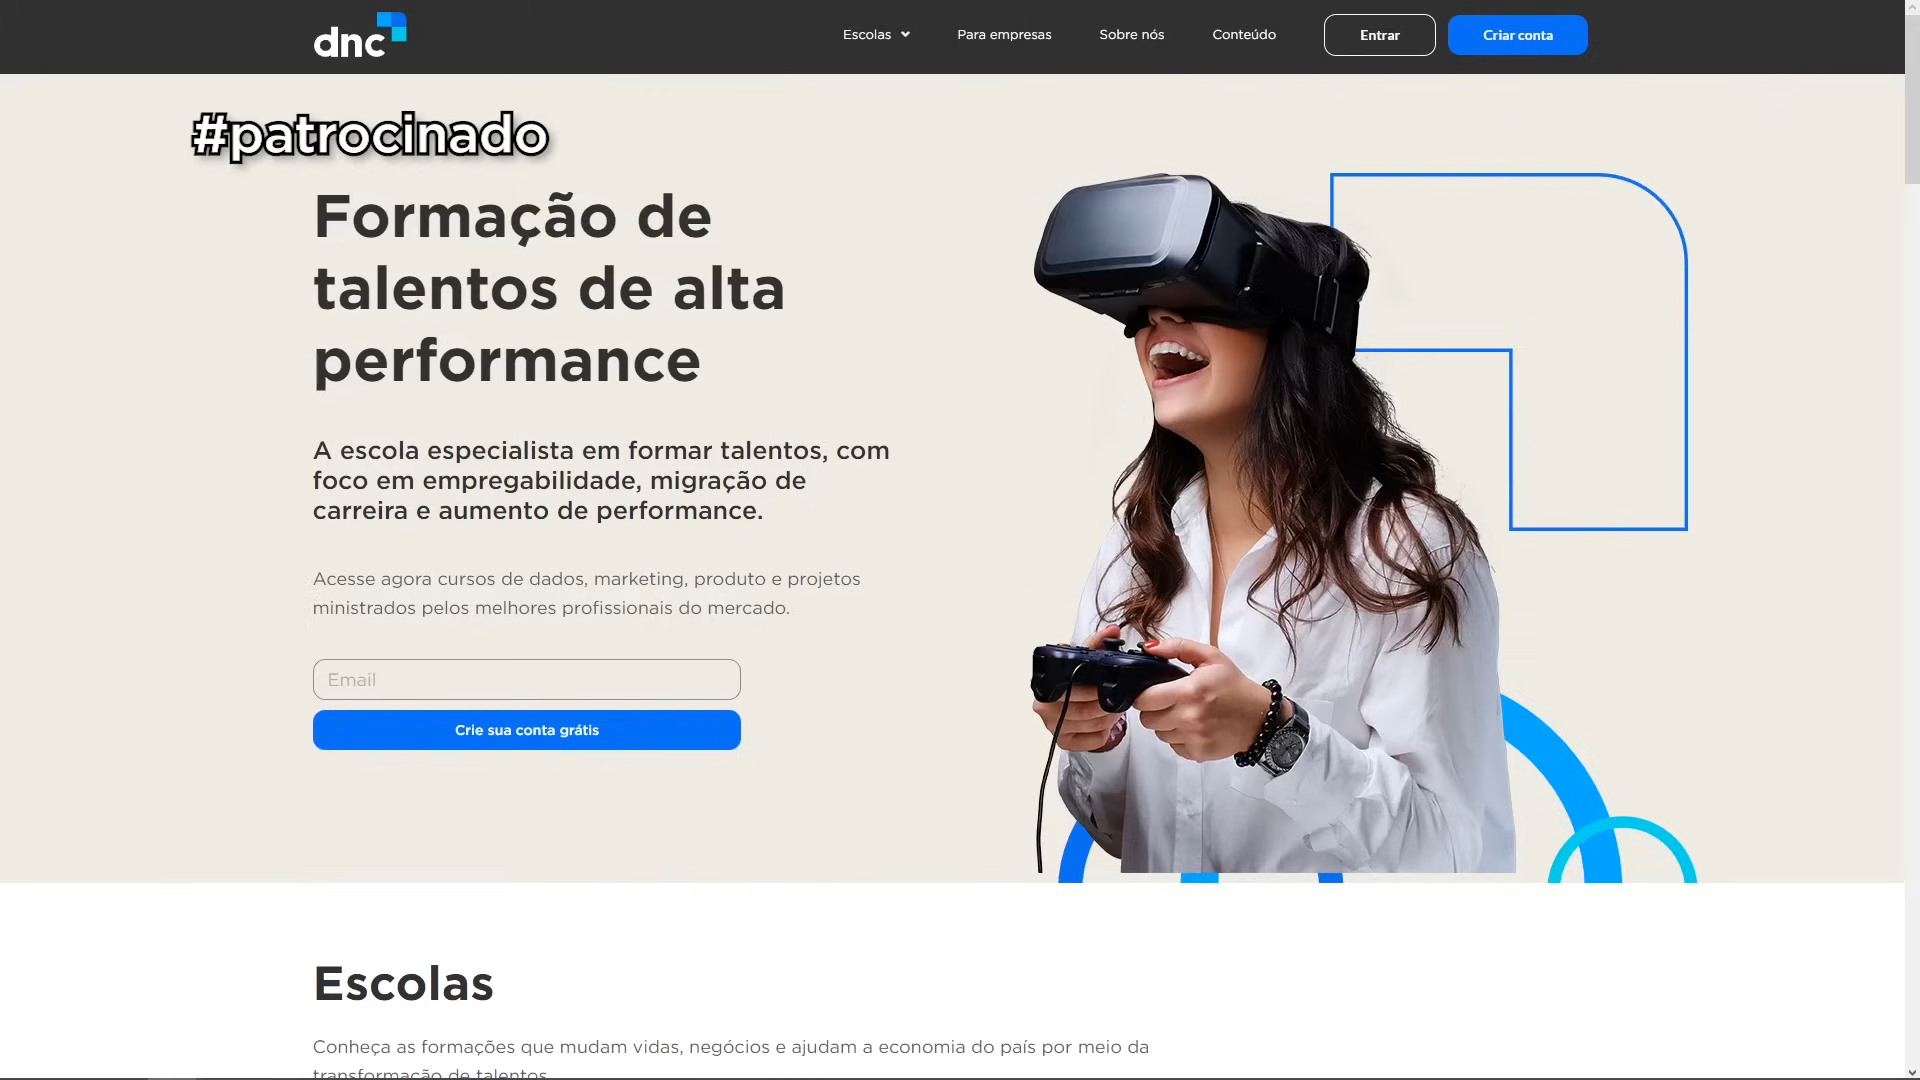 dnc
Escolas
Para empresas
Sobre nós
Conteúdo
Entrar
Criar conta
#patrocinado
Formação de
talentos de alta
performance
A escola especialista em formar talentos, com
foco em empregabilidade, migração de
carreira e aumento de performance.
Acesse agora cursos de dados, marketing, produto e projetos
ministrados pelos melhores profissionais do mercado.
Email
Crie sua conta grátis
Escolas
Conheça as formações que mudam vidas, negócios e ajudam a economia do país por meio da
transformação de talentos.